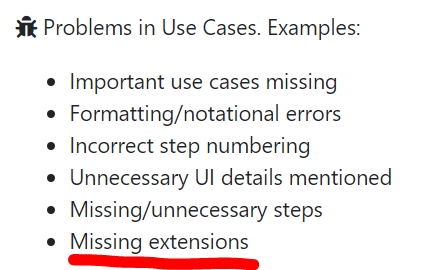 Problems in Use Cases. Examples:
Important use cases missing
Formatting/notational errors
Incorrect step numbering
Unnecessary UI details mentioned
Missing/unnecessary steps
Missing extensions